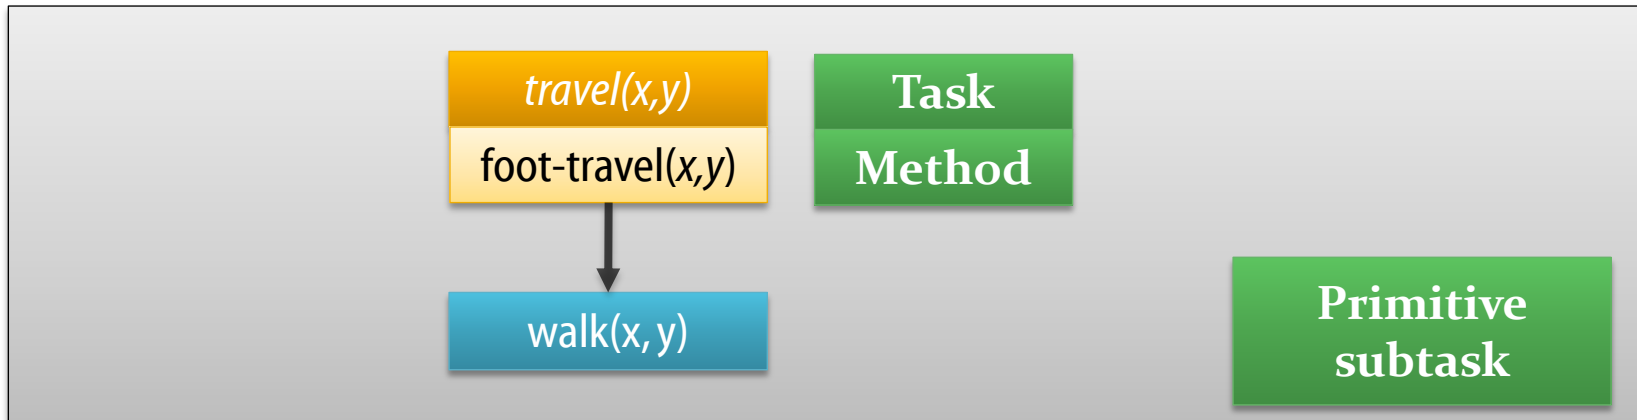 travel(x,y)
Task
foot-travel(x,y)
Method
walk(x, y)
Primitive
subtask